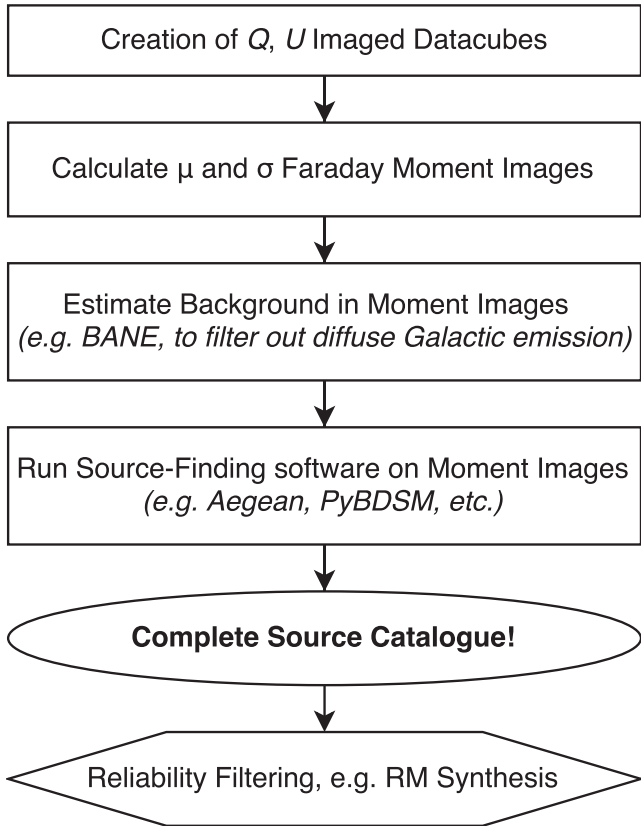 Creation of Q, U Imaged Datacubes
Calculate μ and σ Faraday Moment Images
Estimate Background in Moment Images
(e.g. BANE, to filter out diffuse Galactic emission)
Run Source-Finding software on Moment Images
(e.g. Aegean, PyBDSM, etc.)
Complete Source Catalogue!
Reliability Filtering, e.g. RM Synthesis